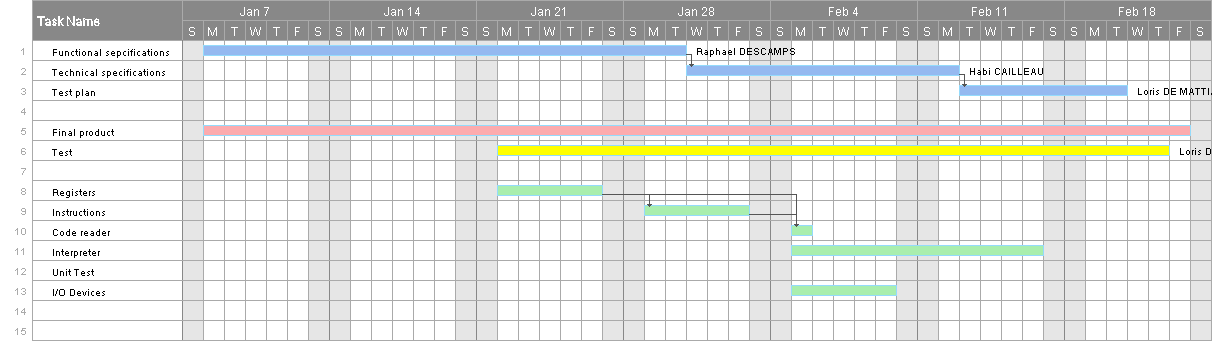 Task Name
Jan 7 Jan 14 Jan 21 Jan 28 Feb 4 Feb 11 Feb 18
S M T W T F S S M T W T F S S M T W T F S S M T W T F S S M T W T F S S M T W T F S S M T W T F S
1 Functional sepcifications Raphael DESCAMPS
2 Technical specifications Habi CAILLEAU
3 Test plan Loris DE MATTI
4
5 Final product
6 Test Loris D
7
8 Registers
9 Instructions
10 Code reader
11 Interpreter
12 Unit Test
13 I/O Devices
14
15